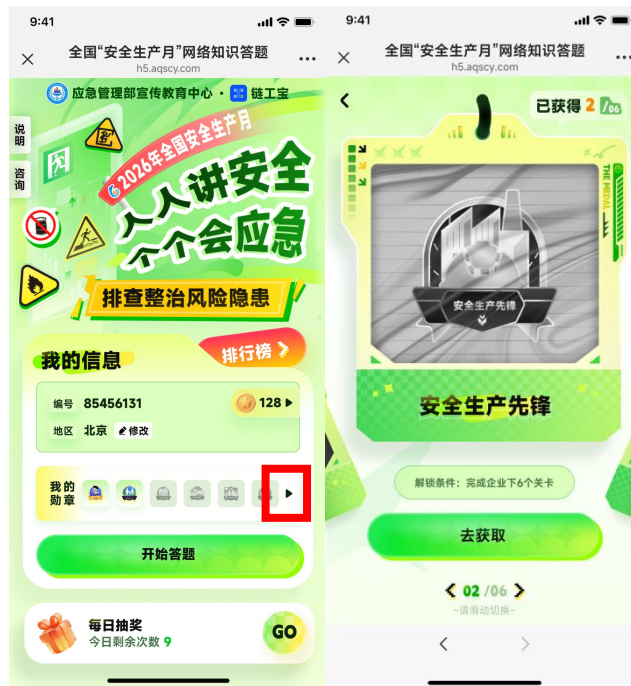 9:41
全国“安全生产月”网络知识答题
h5.aqscy.com
应急管理部宣传教育中心 · 链工宝
说明
咨询
2026年全国安全生产月
人人讲安全
个个会应急
排查整治风险隐患
我的信息
排行榜
编号 85456131
128
地区 北京 修改
我的勋章
开始答题
每日抽奖
今日剩余次数 9
GO
9:41
全国“安全生产月”网络知识答题
h5.aqscy.com
已获得 2 /06
THE MEDAL
安全生产先锋
安全生产先锋
解锁条件：完成企业下6个关卡
去获取
02 /06
~请滑动切换~